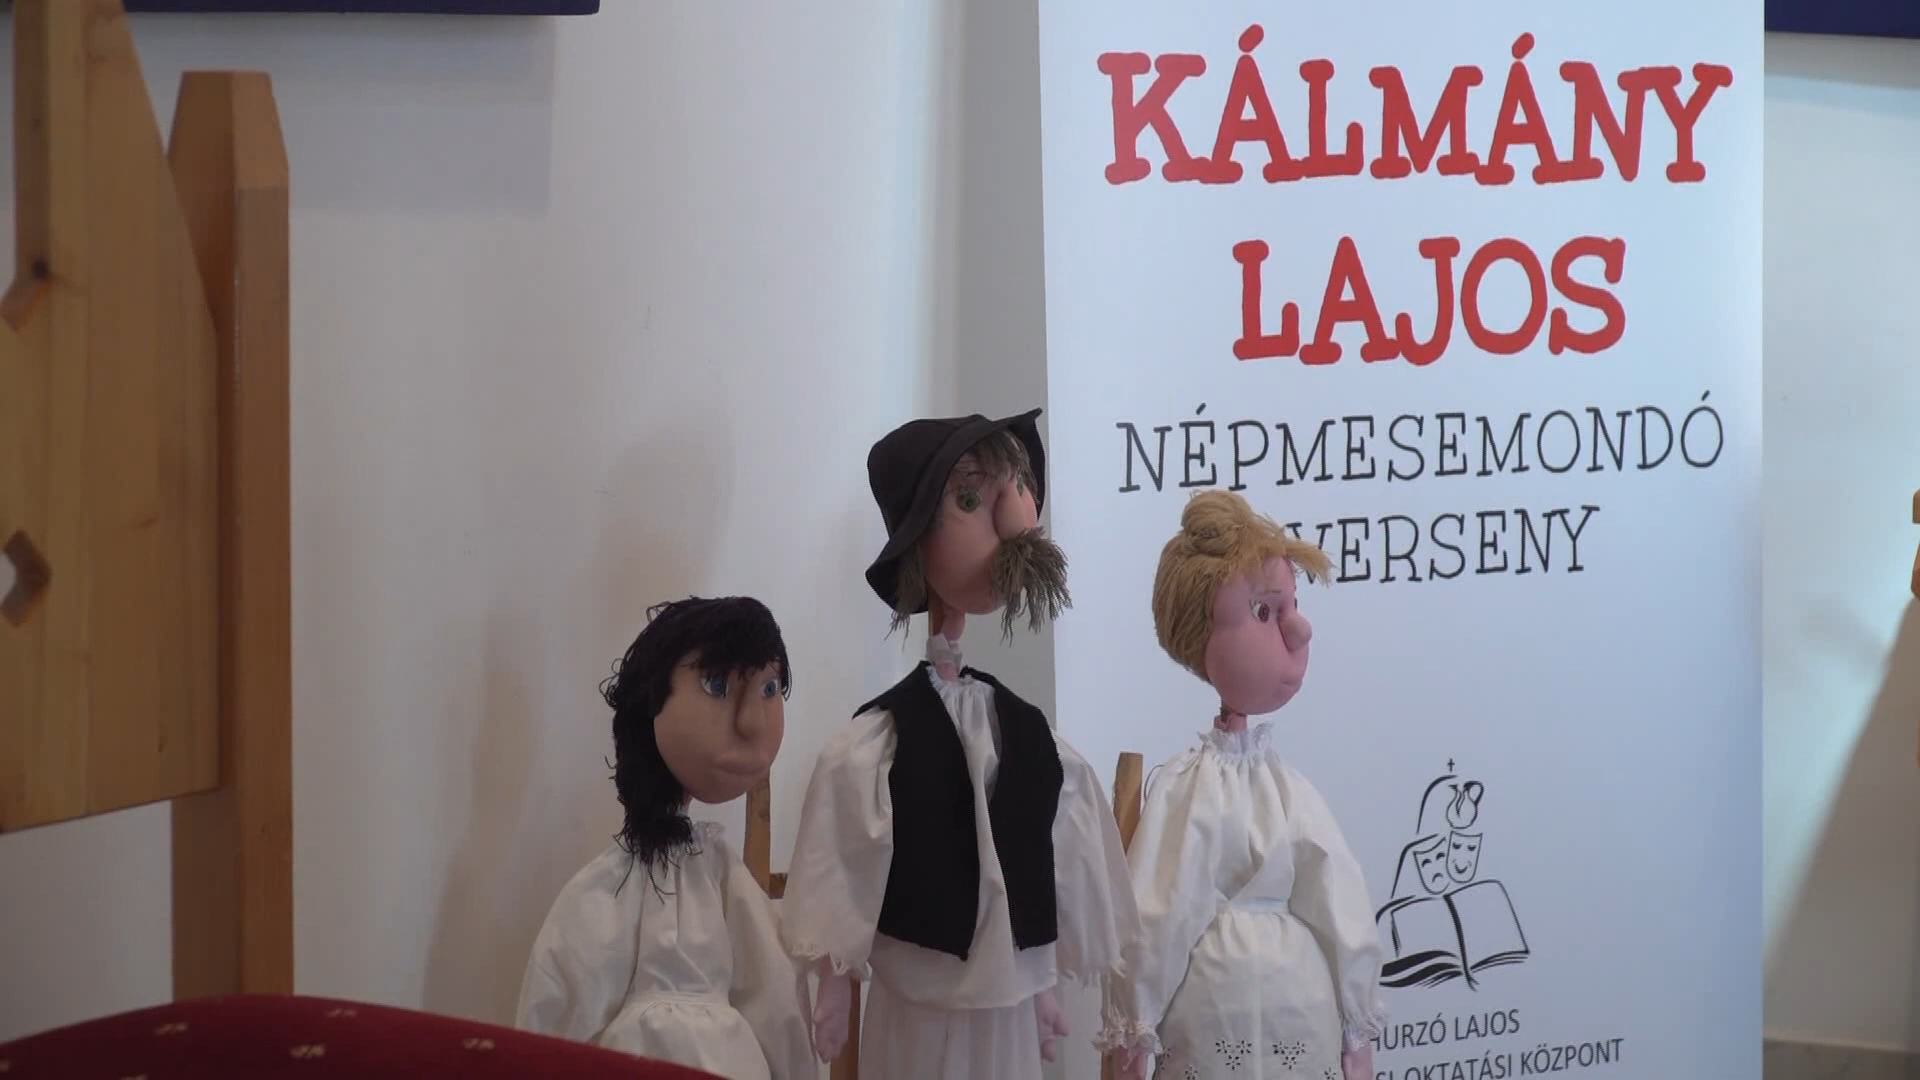 KÁLMÁNY
LAJOS
NÉPMESEMONDÓ
VERSENY
LAJOS
KÖZPONT